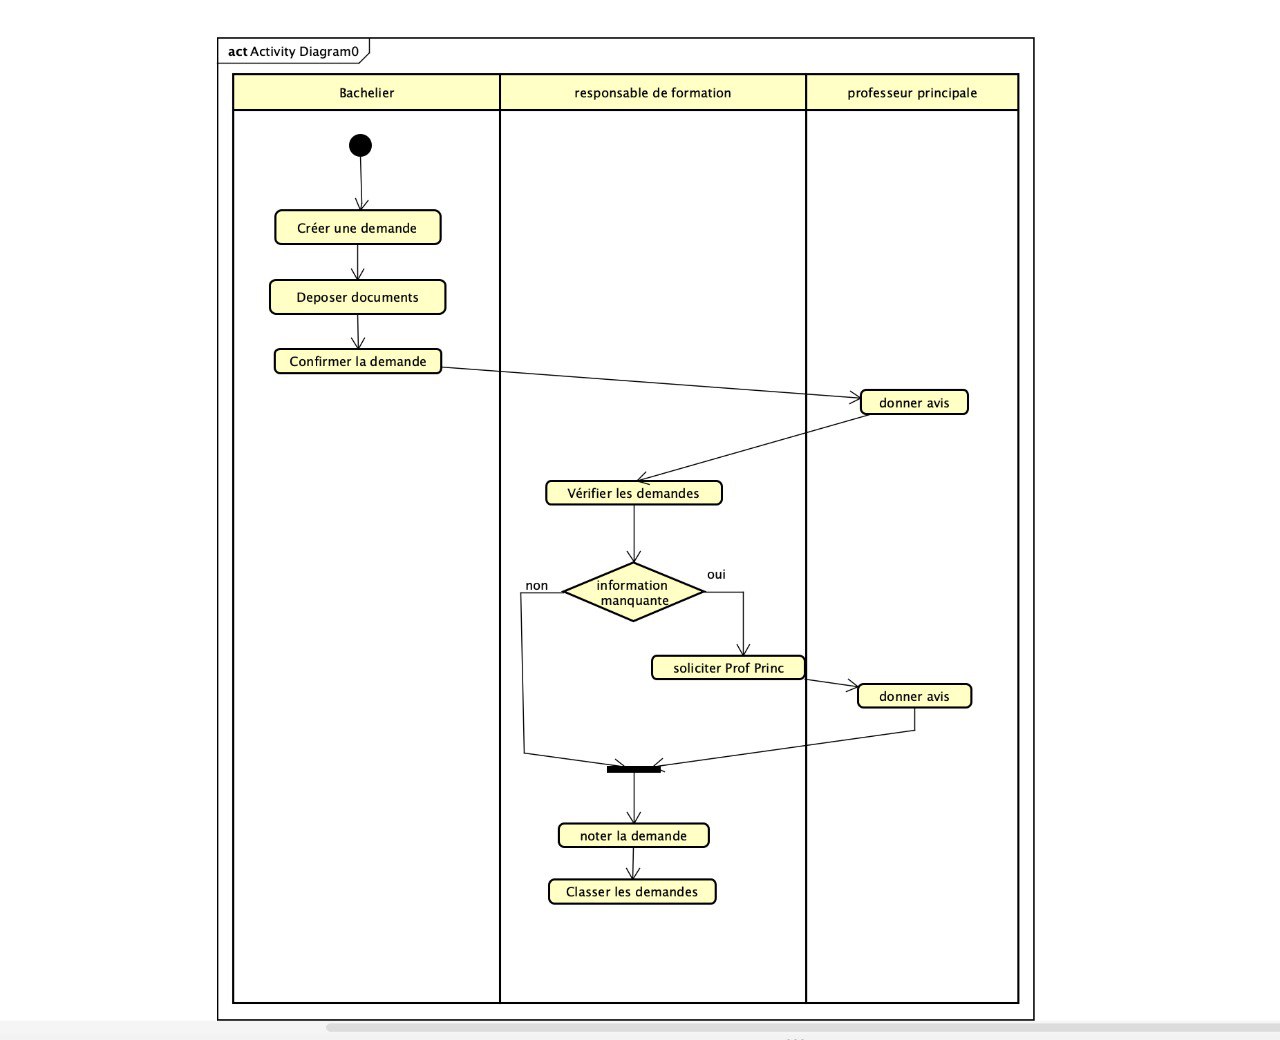 act Activity Diagram0
Bachelier
responsable de formation
professeur principale
Créer une demande
Deposer documents
Confirmer la demande
donner avis
Vérifier les demandes
information
manquante
oui
non
soliciter Prof Princ
donner avis
noter la demande
Classer les demandes